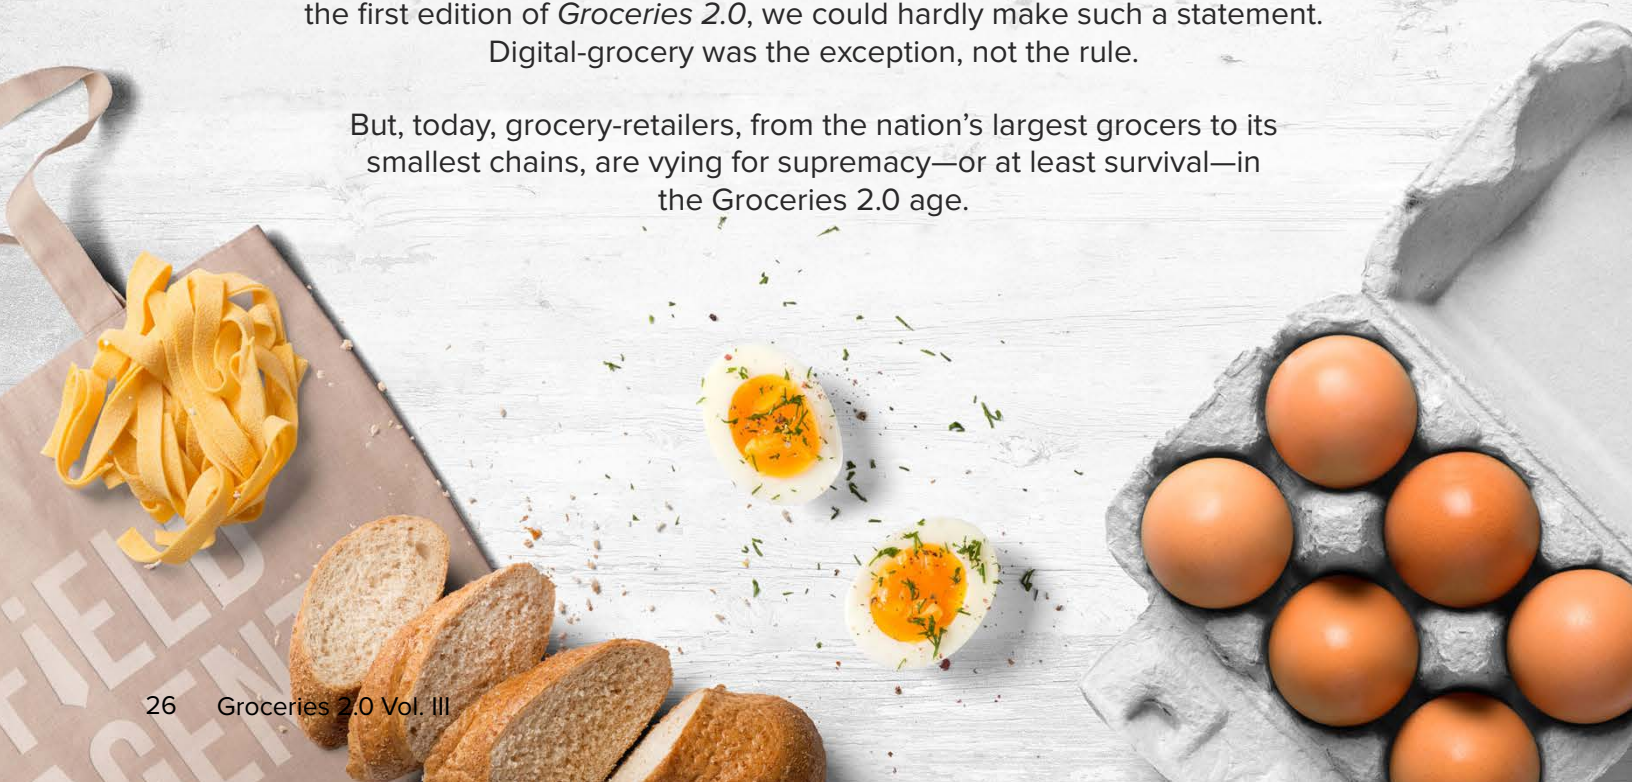 the first edition of Groceries 2.0, we could hardly make such a statement.
Digital-grocery was the exception, not the rule.
But, today, grocery-retailers, from the nation’s largest grocers to its
smallest chains, are vying for supremacy—or at least survival—in
the Groceries 2.0 age.
FiELD
AGENT
26 Groceries 2.0 Vol. III